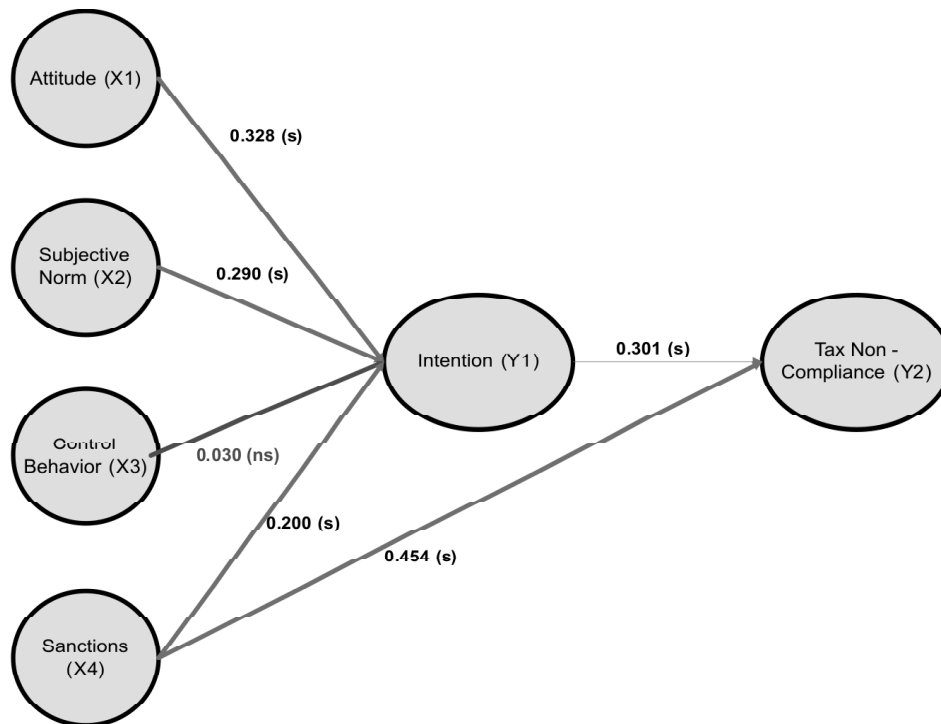 Attitude (X1)
0.328 (s)
Subjective
Norm (X2)
0.290 (s)
Intention (Y1)
0.301 (s)
Tax Non -
Compliance (Y2)
Control
Behavior (X3)
0.030 (ns)
0.200 (s)
0.454 (s)
Sanctions
(X4)